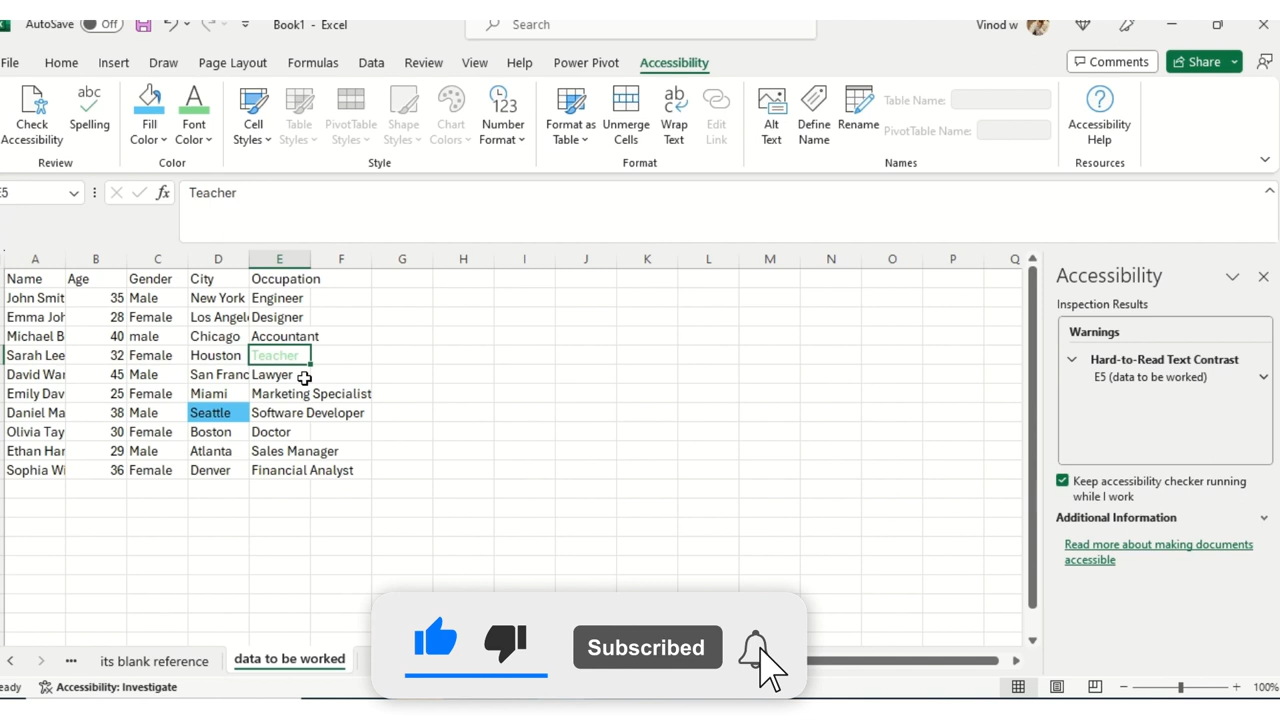 AutoSave Off Book1 - Excel Search Vinod w
File Home Insert Draw Page Layout Formulas Data Review View Help Power Pivot Accessibility Comments Share
Check Accessibility Spelling Fill Color Font Color Cell Styles Table Styles PivotTable Styles Shape Styles Chart Colors Number Format Format as Table Unmerge Cells Wrap Text Edit Link Alt Text Define Name Rename Table Name: PivotTable Name: Accessibility Help
Review Color Style Format Names Resources
E5 fx Teacher
A B C D E F G H I J K L M N O P Q
Name Age Gender City Occupation
John Smit 35 Male New York Engineer
Emma Joh 28 Female Los Angel Designer
Michael B 40 male Chicago Accountant
Sarah Lee 32 Female Houston Teacher
David War 45 Male San Franc Lawyer
Emily Dav 25 Female Miami Marketing Specialist
Daniel Ma 38 Male Seattle Software Developer
Olivia Tay 30 Female Boston Doctor
Ethan Har 29 Male Atlanta Sales Manager
Sophia Wi 36 Female Denver Financial Analyst
Accessibility
Inspection Results
Warnings
Hard-to-Read Text Contrast
E5 (data to be worked)
Keep accessibility checker running
while I work
Additional Information
Read more about making documents
accessible
Subscribed
its blank reference data to be worked
eady Accessibility: Investigate 100%